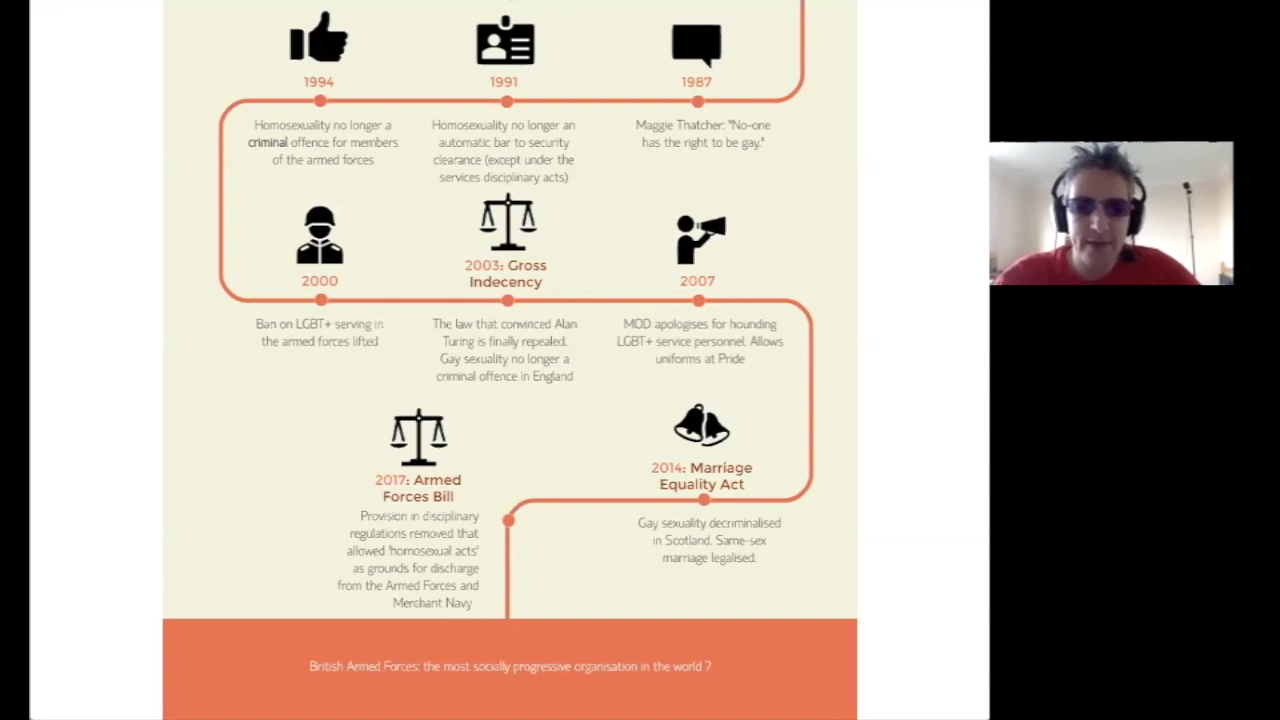 1994
Homosexuality no longer a
criminal offence for members
of the armed forces
1991
Homosexuality no longer an
automatic bar to security
clearance (except under the
services disciplinary acts)
1987
Maggie Thatcher: "No-one
has the right to be gay."
2000
Ban on LGBT+ serving in
the armed forces lifted
2003: Gross
Indecency
The law that convinced Alan
Turing is finally repealed.
Gay sexuality no longer a
criminal offence in England
2007
MOD apologises for hounding
LGBT+ service personnel. Allows
uniforms at Pride
2017: Armed
Forces Bill
Provision in disciplinary
regulations removed that
allowed 'homosexual acts'
as grounds for discharge
from the Armed Forces and
Merchant Navy
2014: Marriage
Equality Act
Gay sexuality decriminalised
in Scotland. Same-sex
marriage legalised.
British Armed Forces: the most socially progressive organisation in the world ?